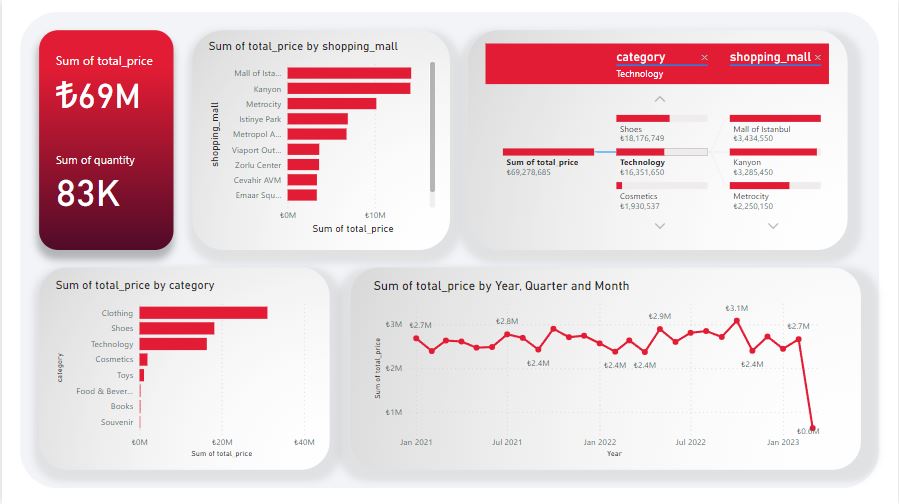 Sum of total_price
₺69M
Sum of quantity
83K
Sum of total_price by shopping_mall
shopping_mall
Mall of Ista...
Kanyon
Metrocity
Istinye Park
Metropol A...
Viaport Out...
Zorlu Center
Cevahir AVM
Emaar Squ...
₺0M ₺10M
Sum of total_price
category × shopping_mall ×
Technology
Shoes
18,176,749
Mall of Istanbul
₺3,434,550
Sum of total price
₺69,278,685
Technology
₺16,351,650
Kanyon
₺3,285,450
Cosmetics
₺1,930,537
Metrocity
₺2,250,150
Sum of total_price by category
category
Clothing
Shoes
Technology
Cosmetics
Toys
Food & Bever...
Books
Souvenir
₺0M ₺20M ₺40M
Sum of total_price
Sum of total_price by Year, Quarter and Month
Sum of total_price
₺3M
₺2M
₺1M
₺2.7M
₺2.8M
₺2.4M
₺2.4M
₺2.4M
₺2.9M
₺3.1M
₺2.4M
₺2.7M
₺0.6M
Jan 2021 Jul 2021 Jan 2022 Jul 2022 Jan 2023
Year